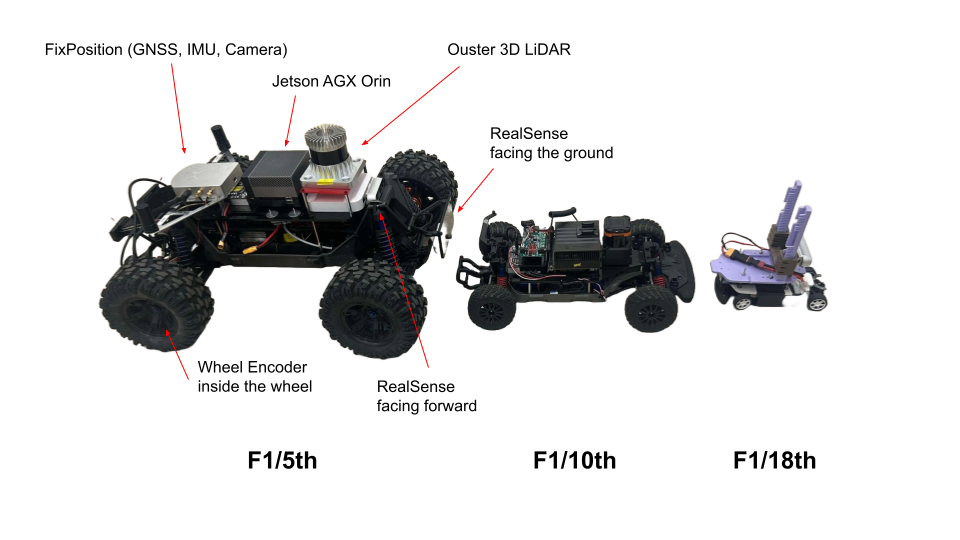 FixPosition (GNSS, IMU, Camera)
Ouster 3D LiDAR
Jetson AGX Orin
RealSense
facing the ground
Wheel Encoder
inside the wheel
RealSense
facing forward
F1/5th
F1/10th
F1/18th